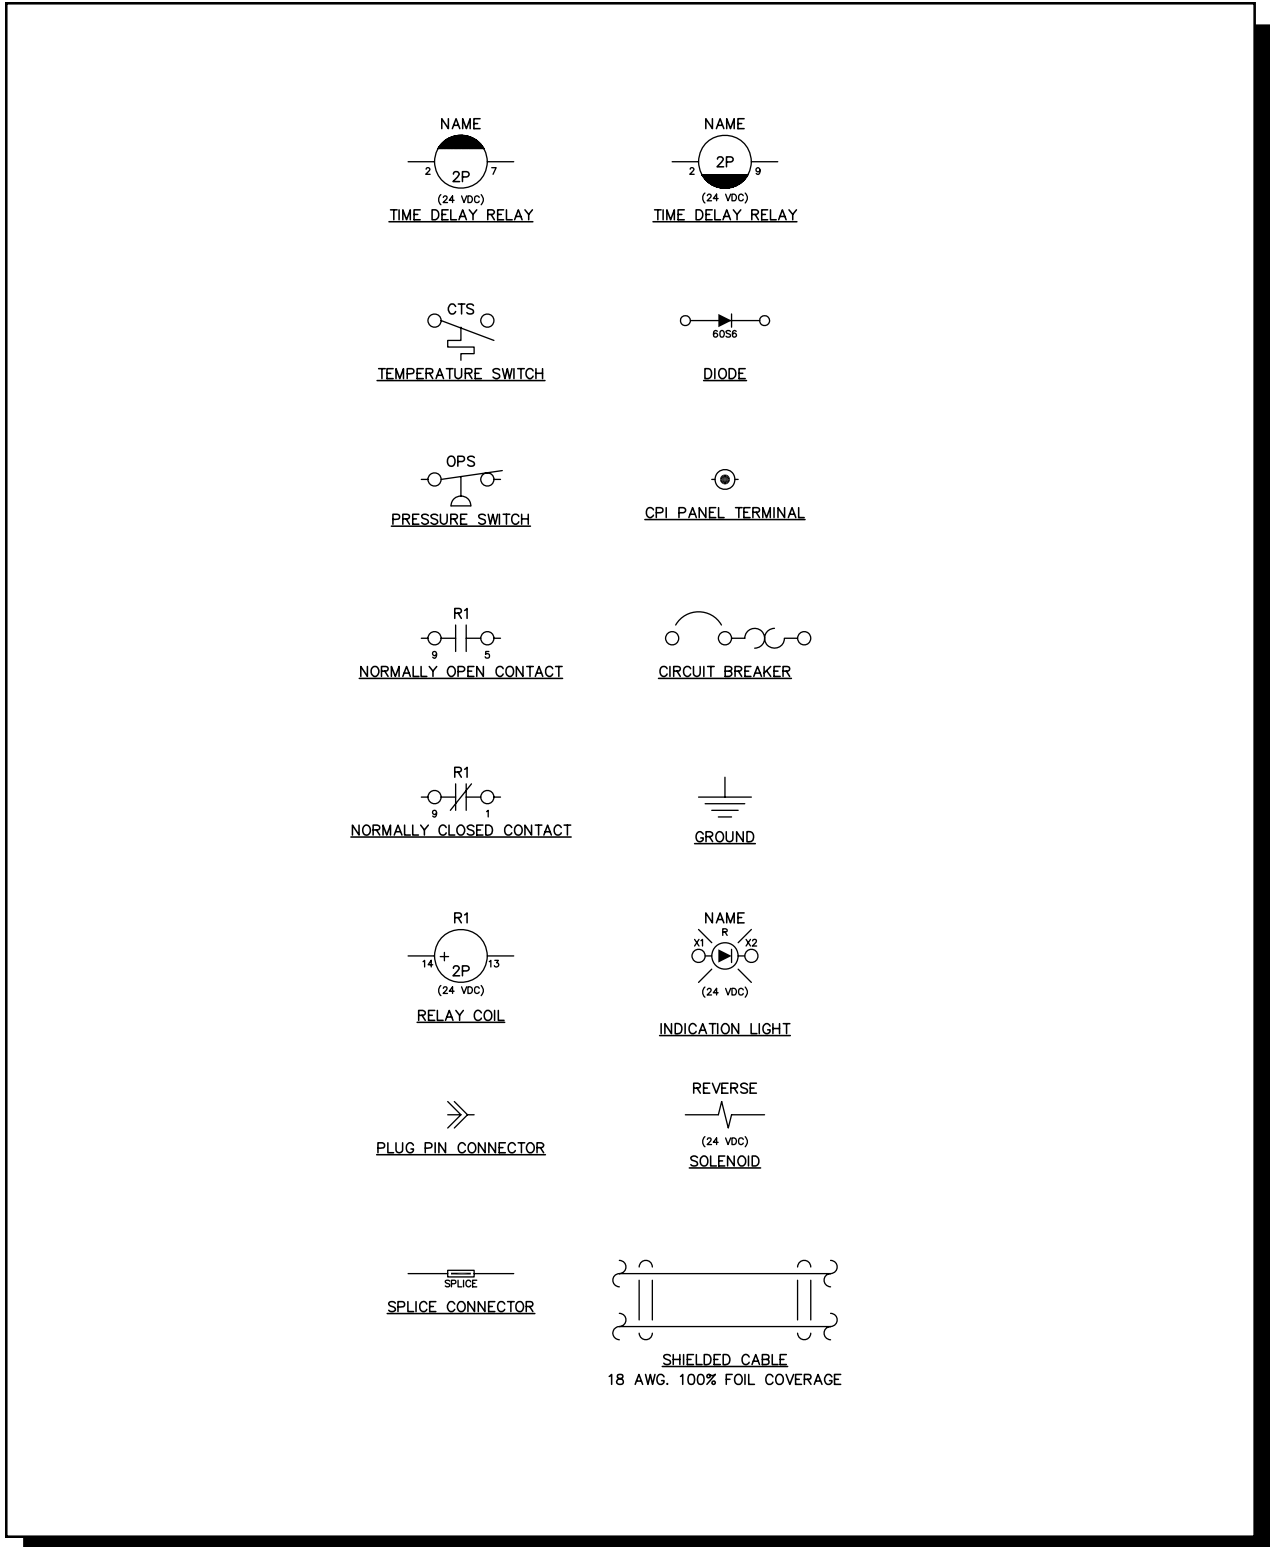 NAME
2 2P 7
(24 VDC)
TIME DELAY RELAY
NAME
2P
2 9
(24 VDC)
TIME DELAY RELAY
CTS
TEMPERATURE SWITCH
60S6
DIODE
OPS
PRESSURE SWITCH
CPI PANEL TERMINAL
R1
9 5
NORMALLY OPEN CONTACT
CIRCUIT BREAKER
R1
9 1
NORMALLY CLOSED CONTACT
GROUND
R1
14 + 13
2P
(24 VDC)
RELAY COIL
NAME
R
X1 X2
(24 VDC)
INDICATION LIGHT
PLUG PIN CONNECTOR
REVERSE
(24 VDC)
SOLENOID
SPLICE
SPLICE CONNECTOR
SHIELDED CABLE
18 AWG. 100% FOIL COVERAGE